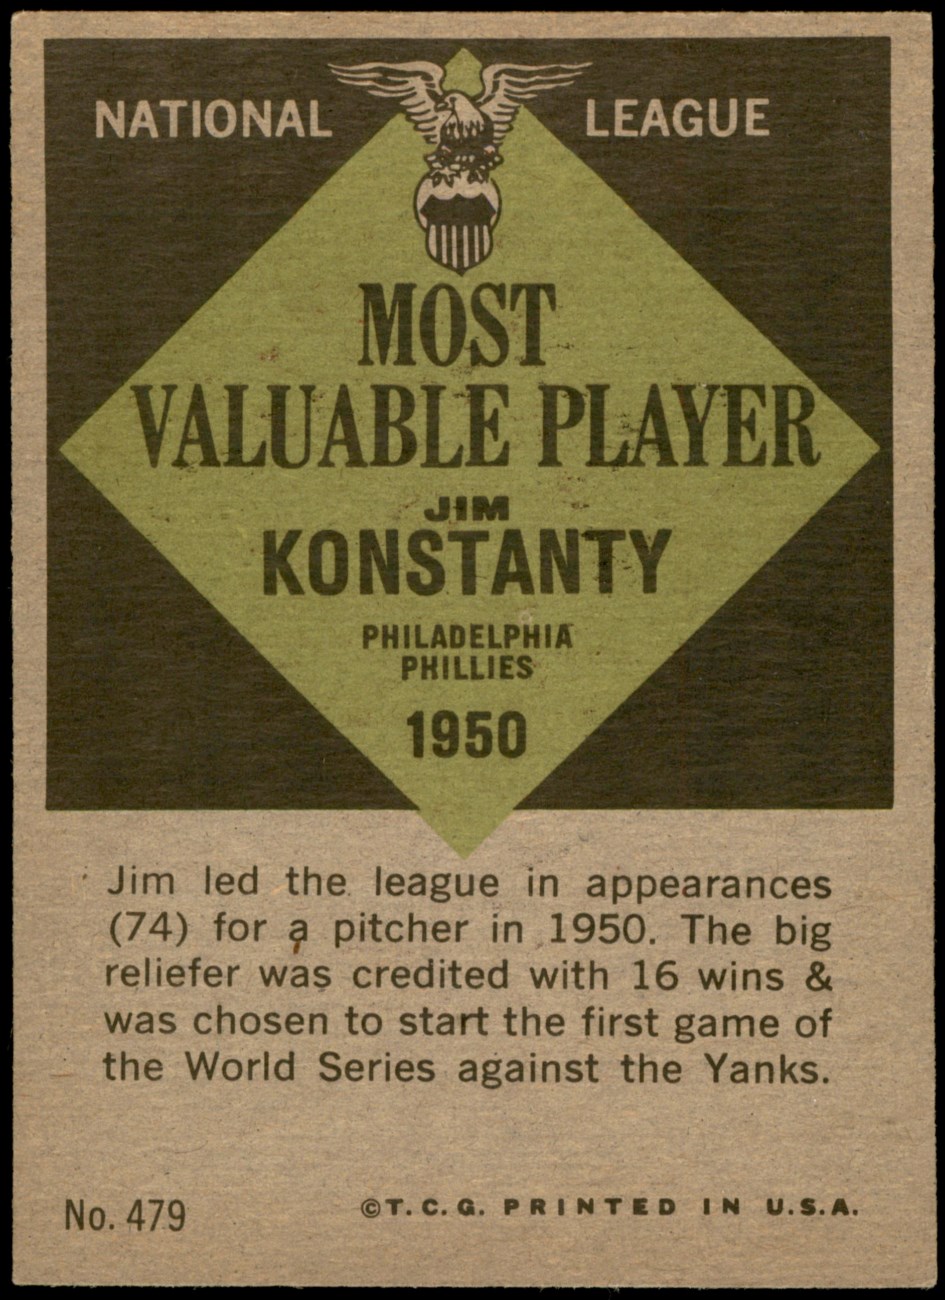 NATIONAL LEAGUE
MOST
VALUABLE PLAYER
JIM
KONSTANTY
PHILADELPHIA
PHILLIES
1950
Jim led the league in appearances
(74) for a pitcher in 1950. The big
reliefer was credited with 16 wins &
was chosen to start the first game of
the World Series against the Yanks.
No. 479
©T.C.G. PRINTED IN U.S.A.